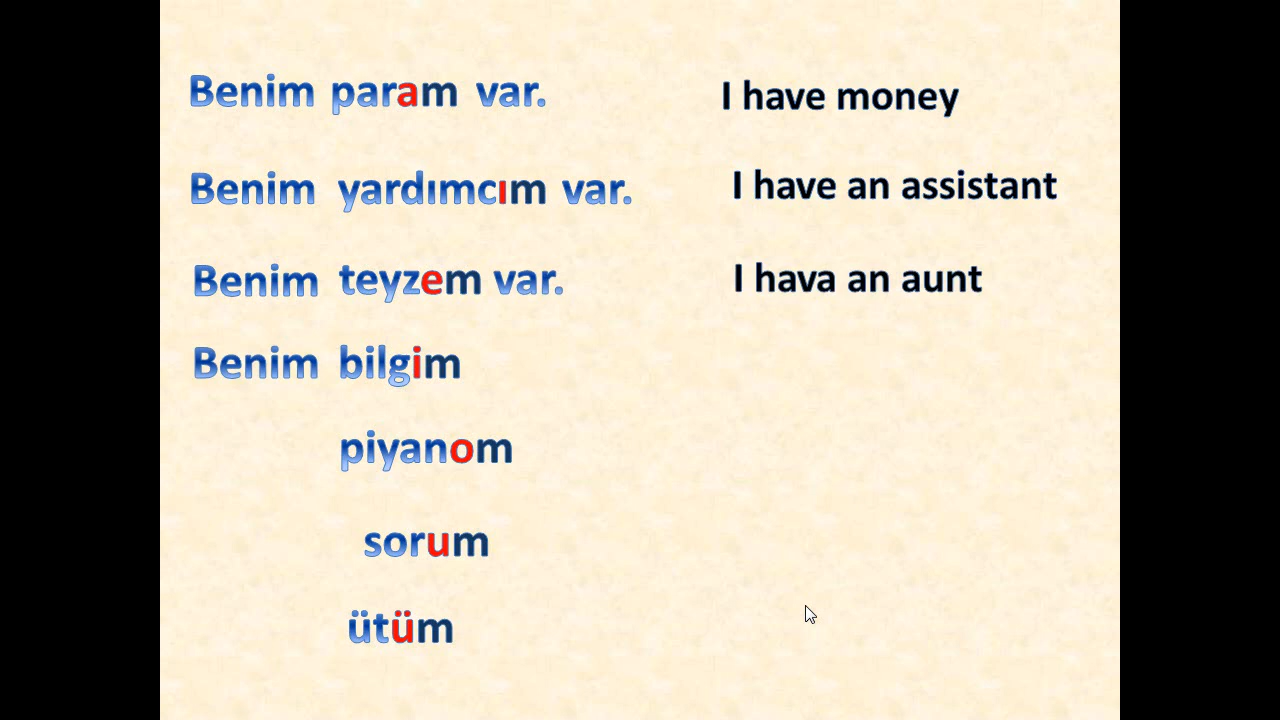 Benim param var. I have money
Benim yardımcım var. I have an assistant
Benim teyzem var. I hava an aunt
Benim bilgim
piyanom
sorum
ütüm